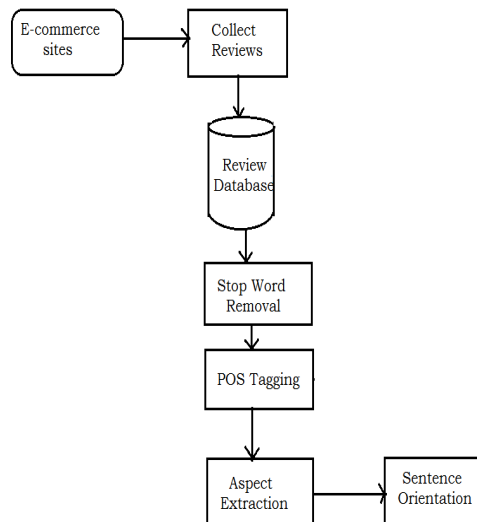 E-commerce
sites
Collect
Reviews
Review
Database
Stop Word
Removal
POS Tagging
Aspect
Extraction
Sentence
Orientation